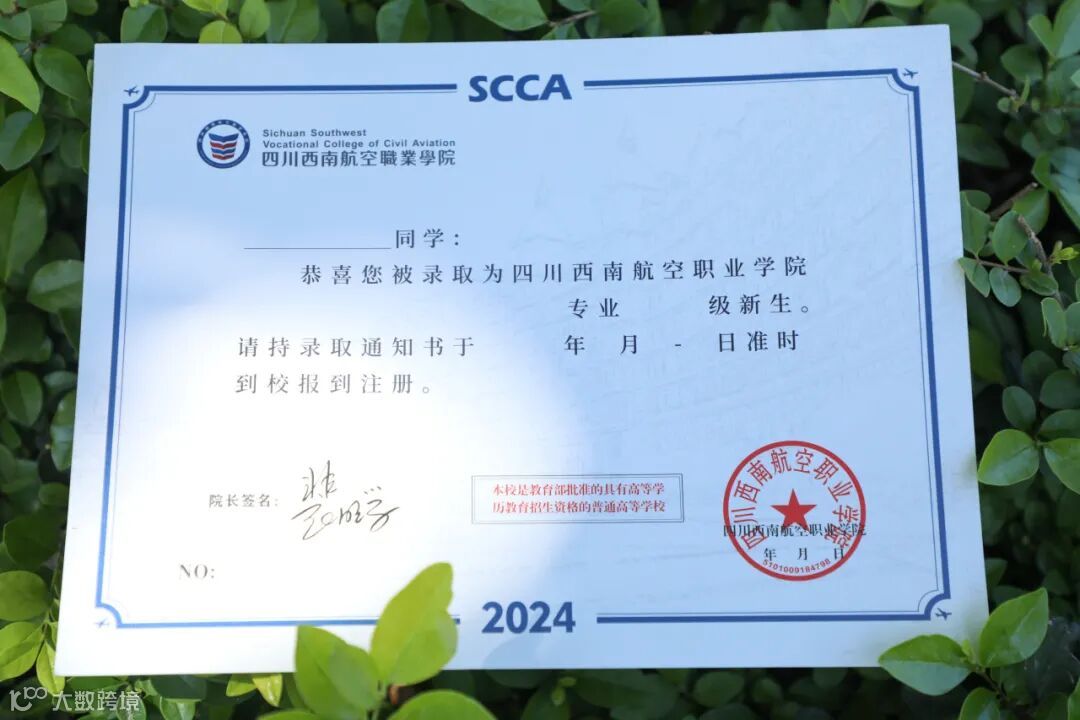 SCCA
Sichuan Southwest
Vocational College of Civil Aviation
四川西南航空職業學院
同学：
恭喜您被录取为四川西南航空职业学院
专业 级新生。
请持录取通知书于 年 月 - 日准时
到校报到注册。
院长签名：
本校是教育部批准的具有高等学
历教育招生资格的普通高等学校
四川西南航空职业学院
四川西南航空职业学院
年 月 日
5101009184798
NO:
2024
大数跨境